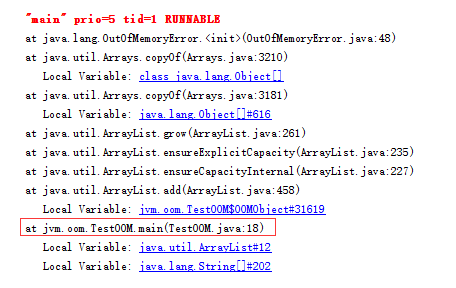 "main" prio=5 tid=1 RUNNABLE
at java.lang.OutOfMemoryError.<init>(OutOfMemoryError.java:48)
at java.util.Arrays.copyOf(Arrays.java:3210)
Local Variable: class java.lang.Object[]
at java.util.Arrays.copyOf(Arrays.java:3181)
Local Variable: java.lang.Object[]#616
at java.util.ArrayList.grow(ArrayList.java:261)
at java.util.ArrayList.ensureExplicitCapacity(ArrayList.java:235)
at java.util.ArrayList.ensureCapacityInternal(ArrayList.java:227)
at java.util.ArrayList.add(ArrayList.java:458)
Local Variable: jvm.oom.TestOOM$OOMObject#31619
at jvm.oom.TestOOM.main(TestOOM.java:18)
Local Variable: java.util.ArrayList#12
Local Variable: java.lang.String[]#202